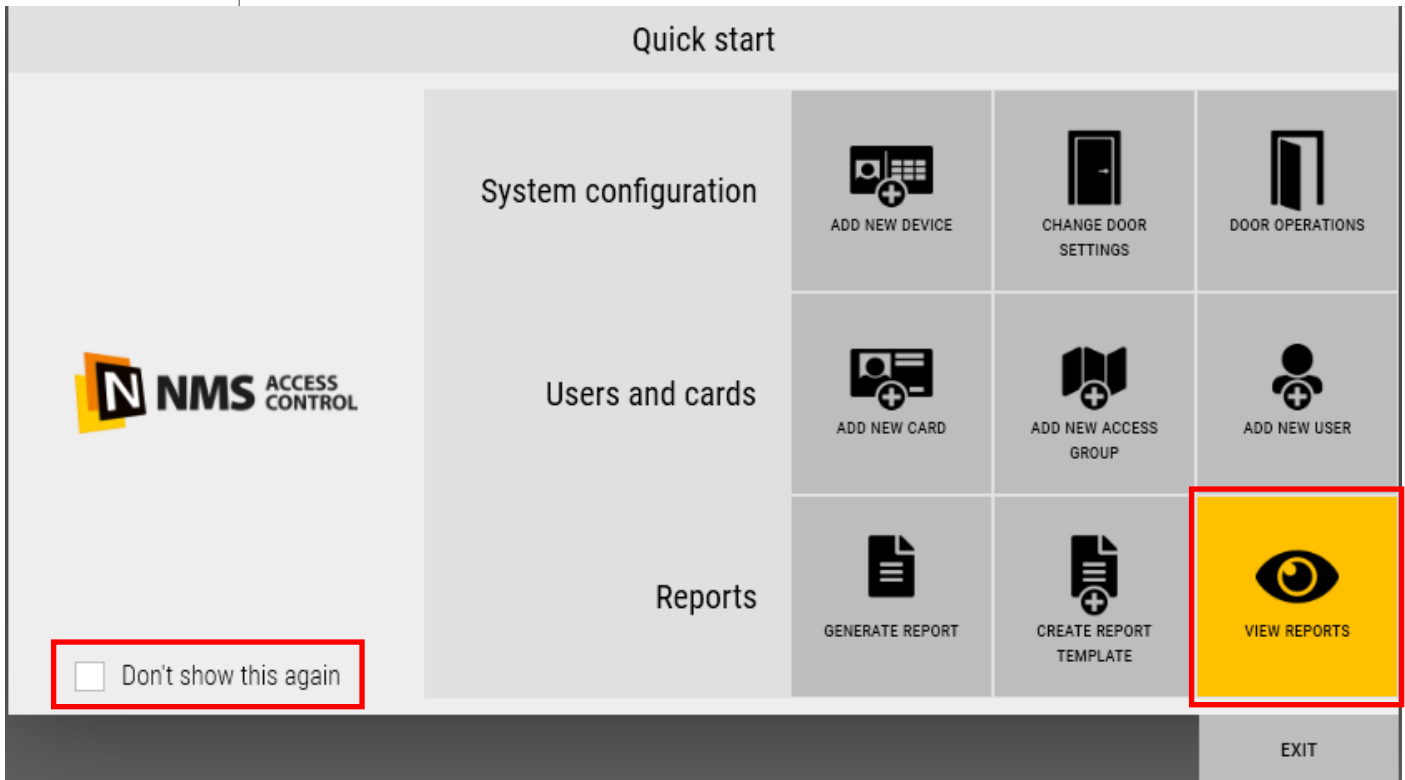 Quick start
System configuration
ADD NEW DEVICE
CHANGE DOOR
SETTINGS
DOOR OPERATIONS
N NMS ACCESS
CONTROL
Users and cards
ADD NEW CARD
ADD NEW ACCESS
GROUP
ADD NEW USER
Reports
GENERATE REPORT
CREATE REPORT
TEMPLATE
VIEW REPORTS
Don't show this again
EXIT